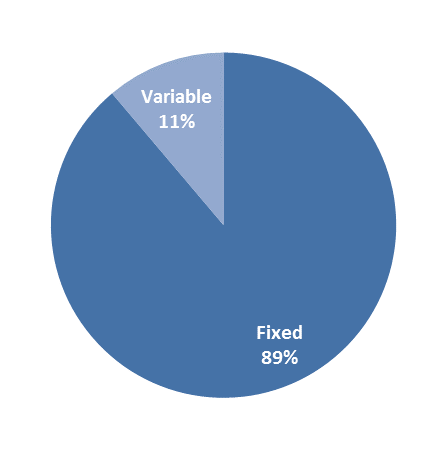 Variable
11%
Fixed
89%